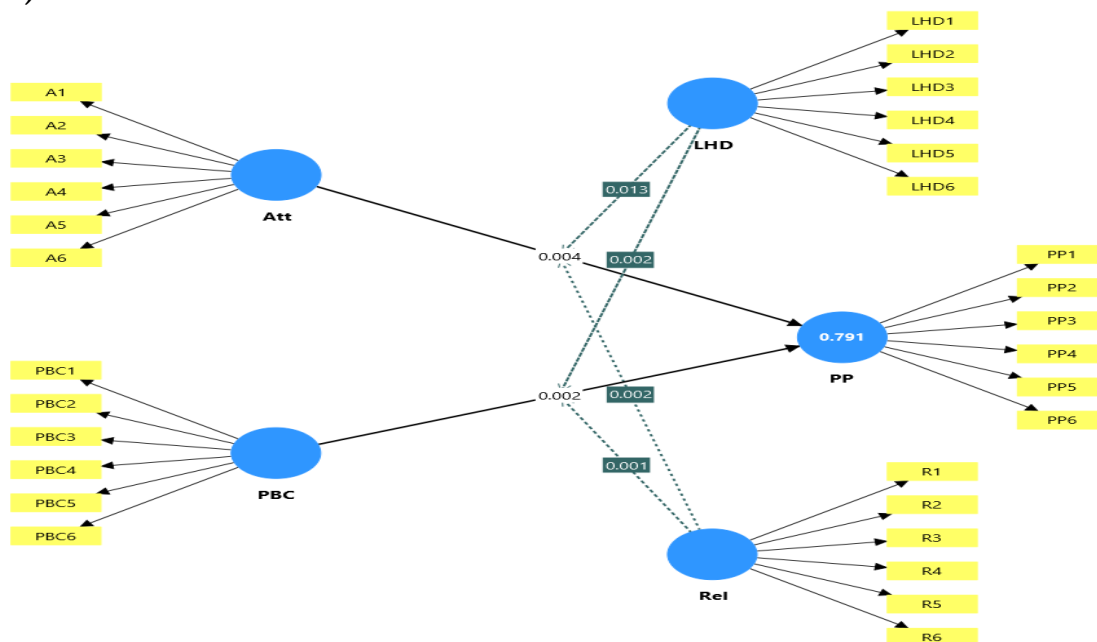 )
A1
A2
A3
A4
A5
A6
Att
PBC1
PBC2
PBC3
PBC4
PBC5
PBC6
PBC
0.013
0.004
0.002
0.002
0.002
0.001
LHD
LHD1
LHD2
LHD3
LHD4
LHD5
LHD6
0.791
PP
PP1
PP2
PP3
PP4
PP5
PP6
Rel
R1
R2
R3
R4
R5
R6